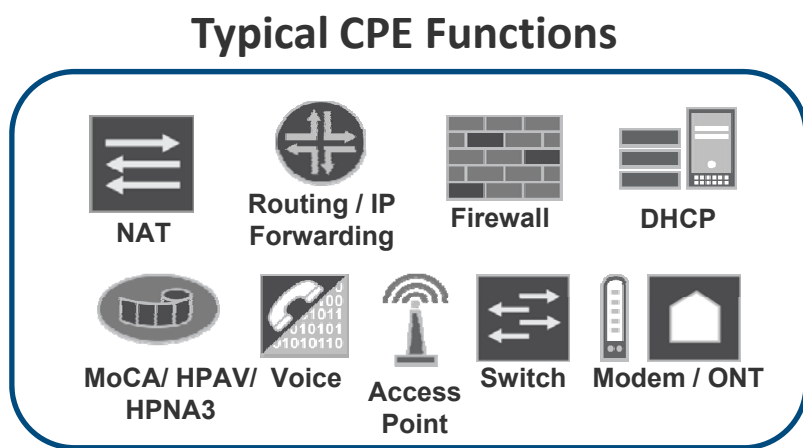 Typical CPE Functions
NAT
Routing / IP
Forwarding
Firewall
DHCP
MoCA/ HPAV/
HPNA3
Voice
Access
Point
Switch
Modem / ONT